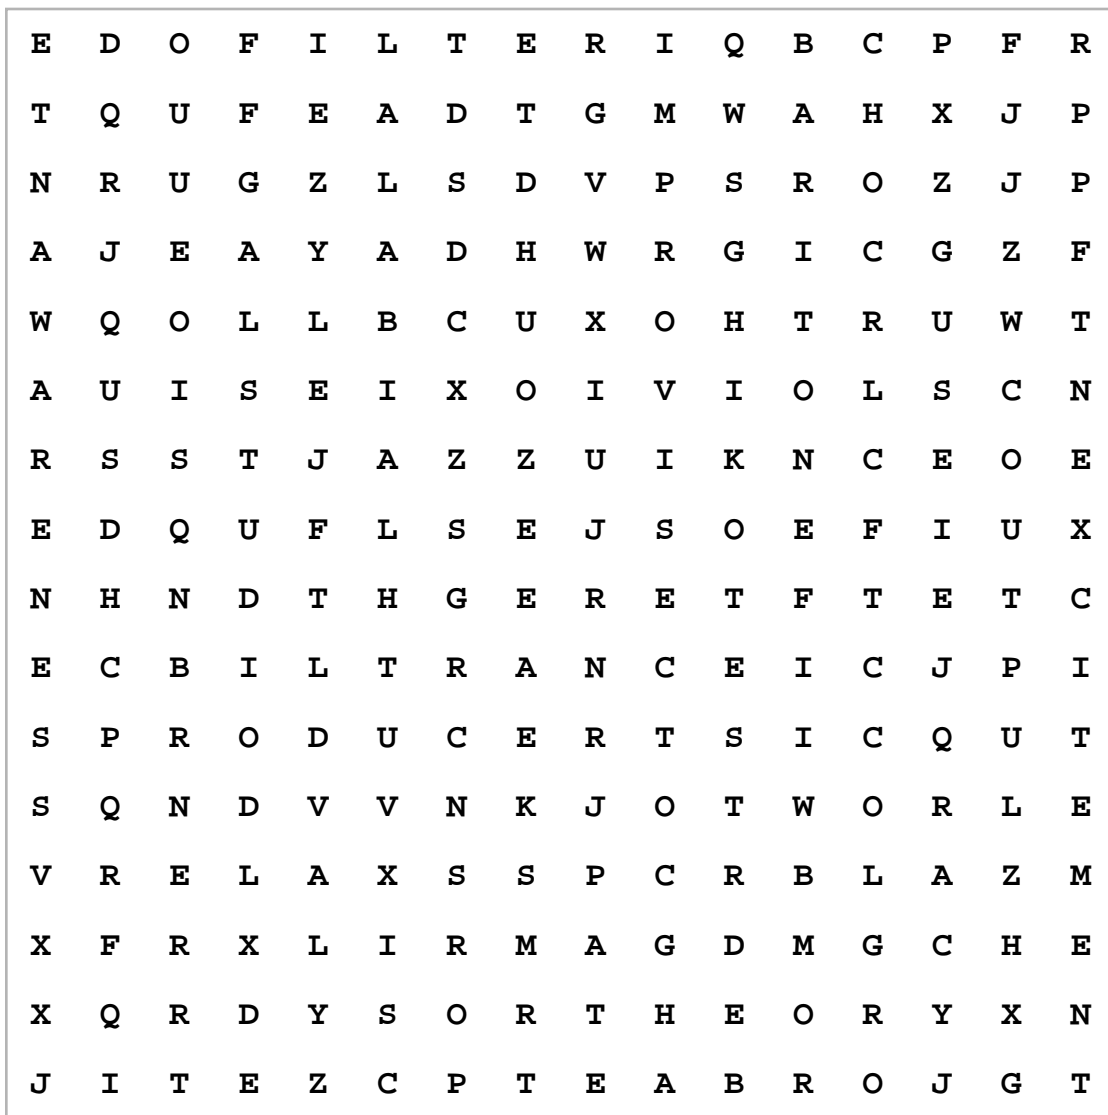 E D O F I L T E R I Q B C P F R
T Q U F E A D T G M W A H X J P
N R U G Z L S D V P S R O Z J P
A J E A Y A D H W R G I C G Z F
W Q O L L B C U X O H T R U W T
A U I S E I X O I V I O L S C N
R S S T J A Z Z U I K N C E O E
E D Q U F L S E J S O E F I U X
N H N D T H G E R E T F T E T C
E C B I L T R A N C E I C J P I
S P R O D U C E R T S I C Q U T
S Q N D V V N K J O T W O R L E
V R E L A X S S P C R B L A Z M
X F R X L I R M A G D M G C H E
X Q R D Y S O R T H E O R Y X N
J I T E Z C P T E A B R O J G T